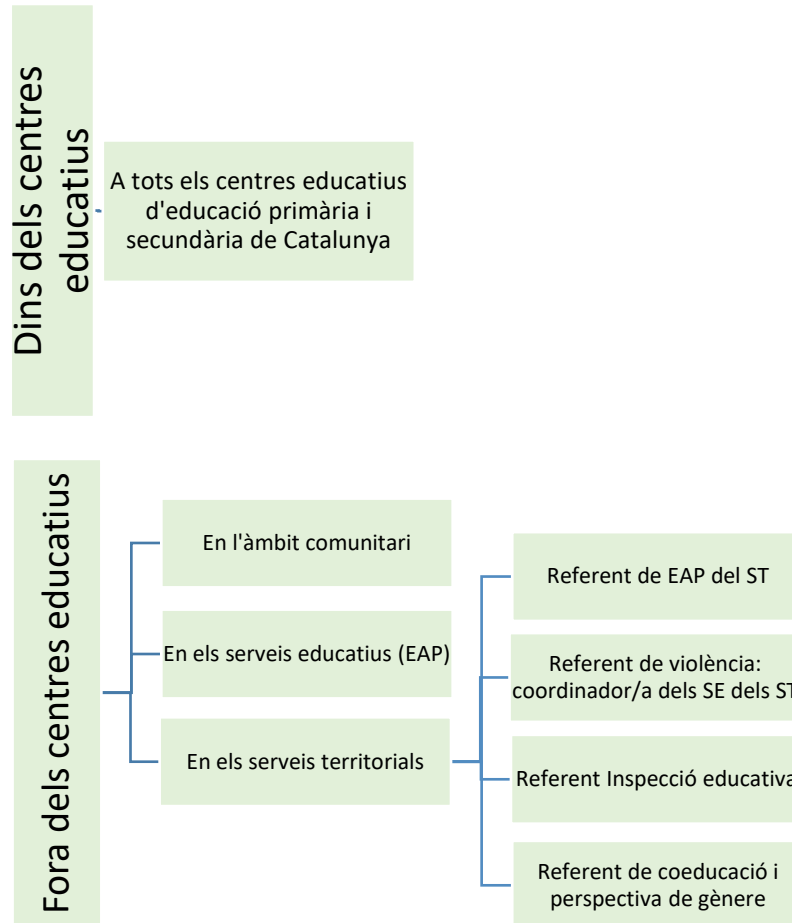 Dins dels centres
educatius
A tots els centres educatius
d'educació primària i
secundària de Catalunya
Fora dels centres educatius
En l'àmbit comunitari
En els serveis educatius (EAP)
En els serveis territorials
Referent de EAP del ST
Referent de violència:
coordinador/a dels SE dels ST
Referent Inspecció educativa
Referent de coeducació i
perspectiva de gènere